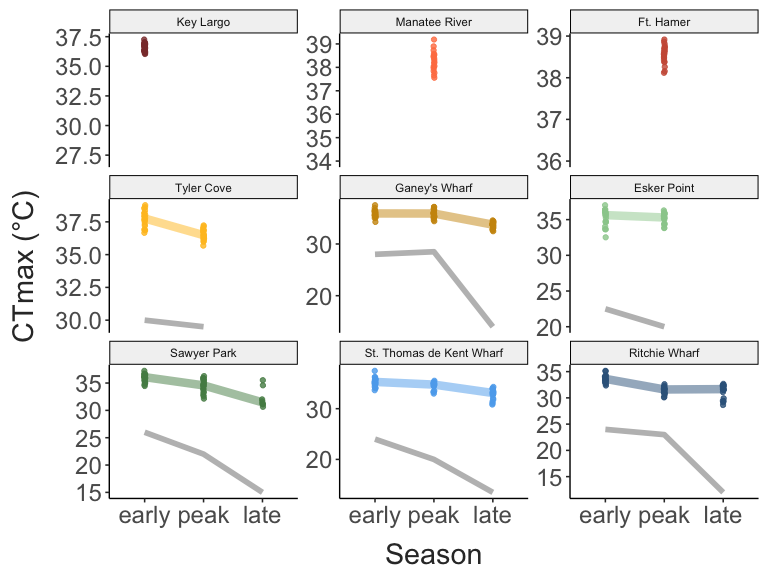 Key Largo
Manatee River
Ft. Hamer
37.5
35.0
32.5
30.0
27.5
39
38
37
36
35
34
39
38
37
36
Tyler Cove
Ganey's Wharf
Esker Point
37.5
35.0
32.5
30.0
30
20
35
30
25
20
Sawyer Park
St. Thomas de Kent Wharf
Ritchie Wharf
35
30
25
20
15
30
20
35
30
25
20
15
early peak late
early peak late
early peak late
CTmax (°C)
Season